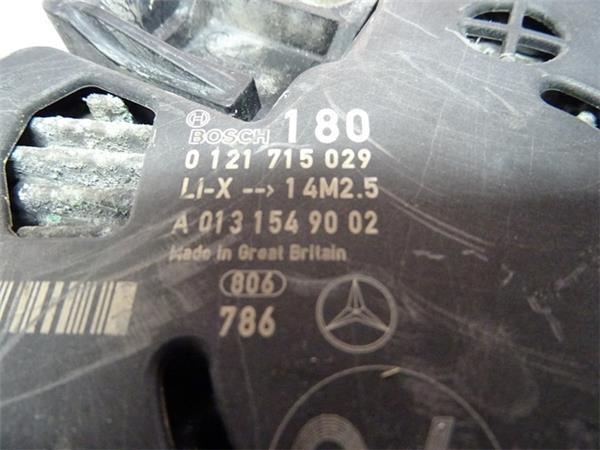 BOSCH 180
0 121 715 029
Li-X --> 14M2.5
A 013 154 90 02
Made in Great Britain
806
786